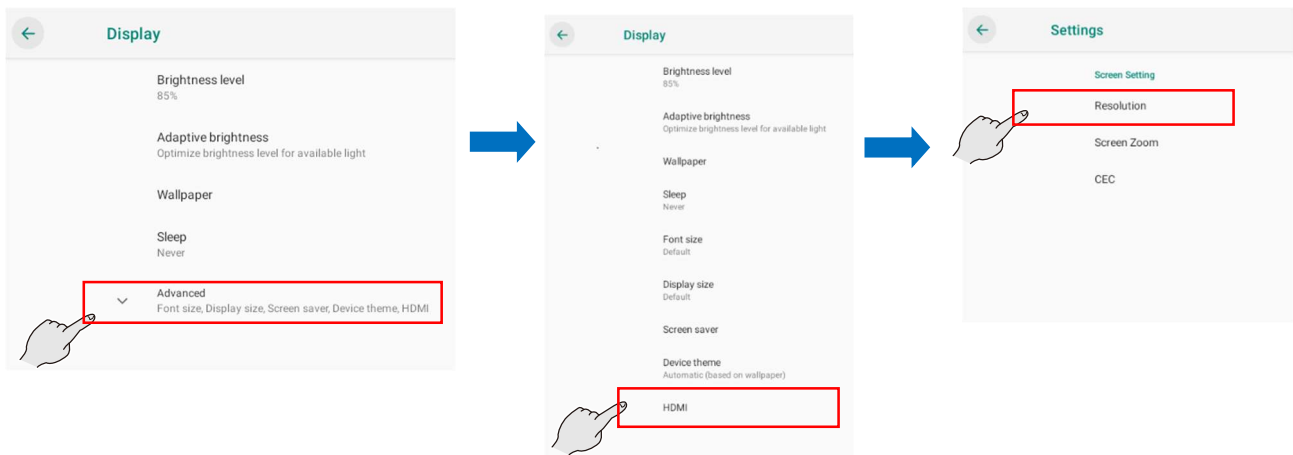 Display
Brightness level
85%
Adaptive brightness
Optimize brightness level for available light
Wallpaper
Sleep
Never
Advanced
Font size, Display size, Screen saver, Device theme, HDMI
Display
Brightness level
85%
Adaptive brightness
Optimize brightness level for available light
Wallpaper
Sleep
Never
Font size
Default
Display size
Default
Screen saver
Device theme
Automatic (based on wallpaper)
HDMI
Settings
Screen Setting
Resolution
Screen Zoom
CEC